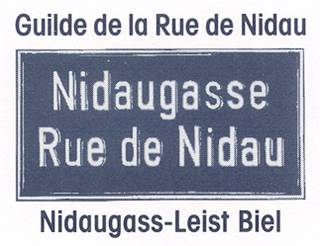 Guilde de la Rue de Nidau
Nidaugasse
Rue de Nidau
Nidaugass-Leist Biel